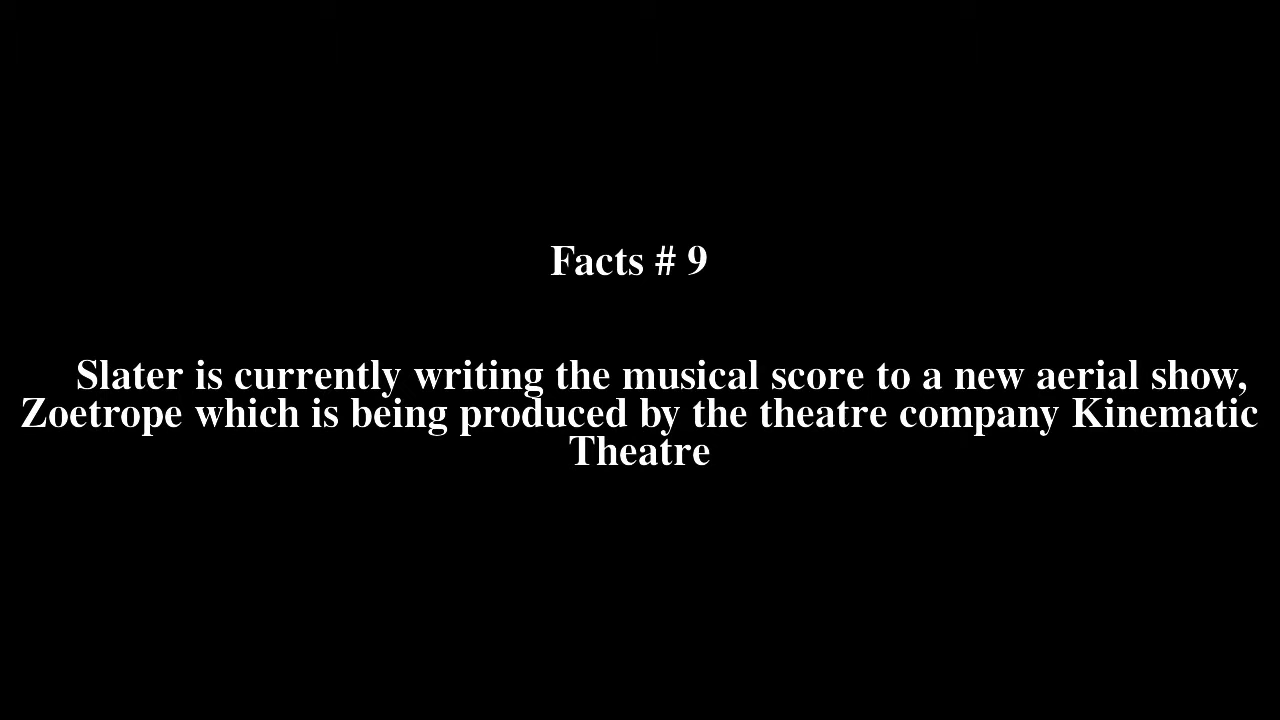 Facts # 9
Slater is currently writing the musical score to a new aerial show,
Zoetrope which is being produced by the theatre company Kinematic
Theatre